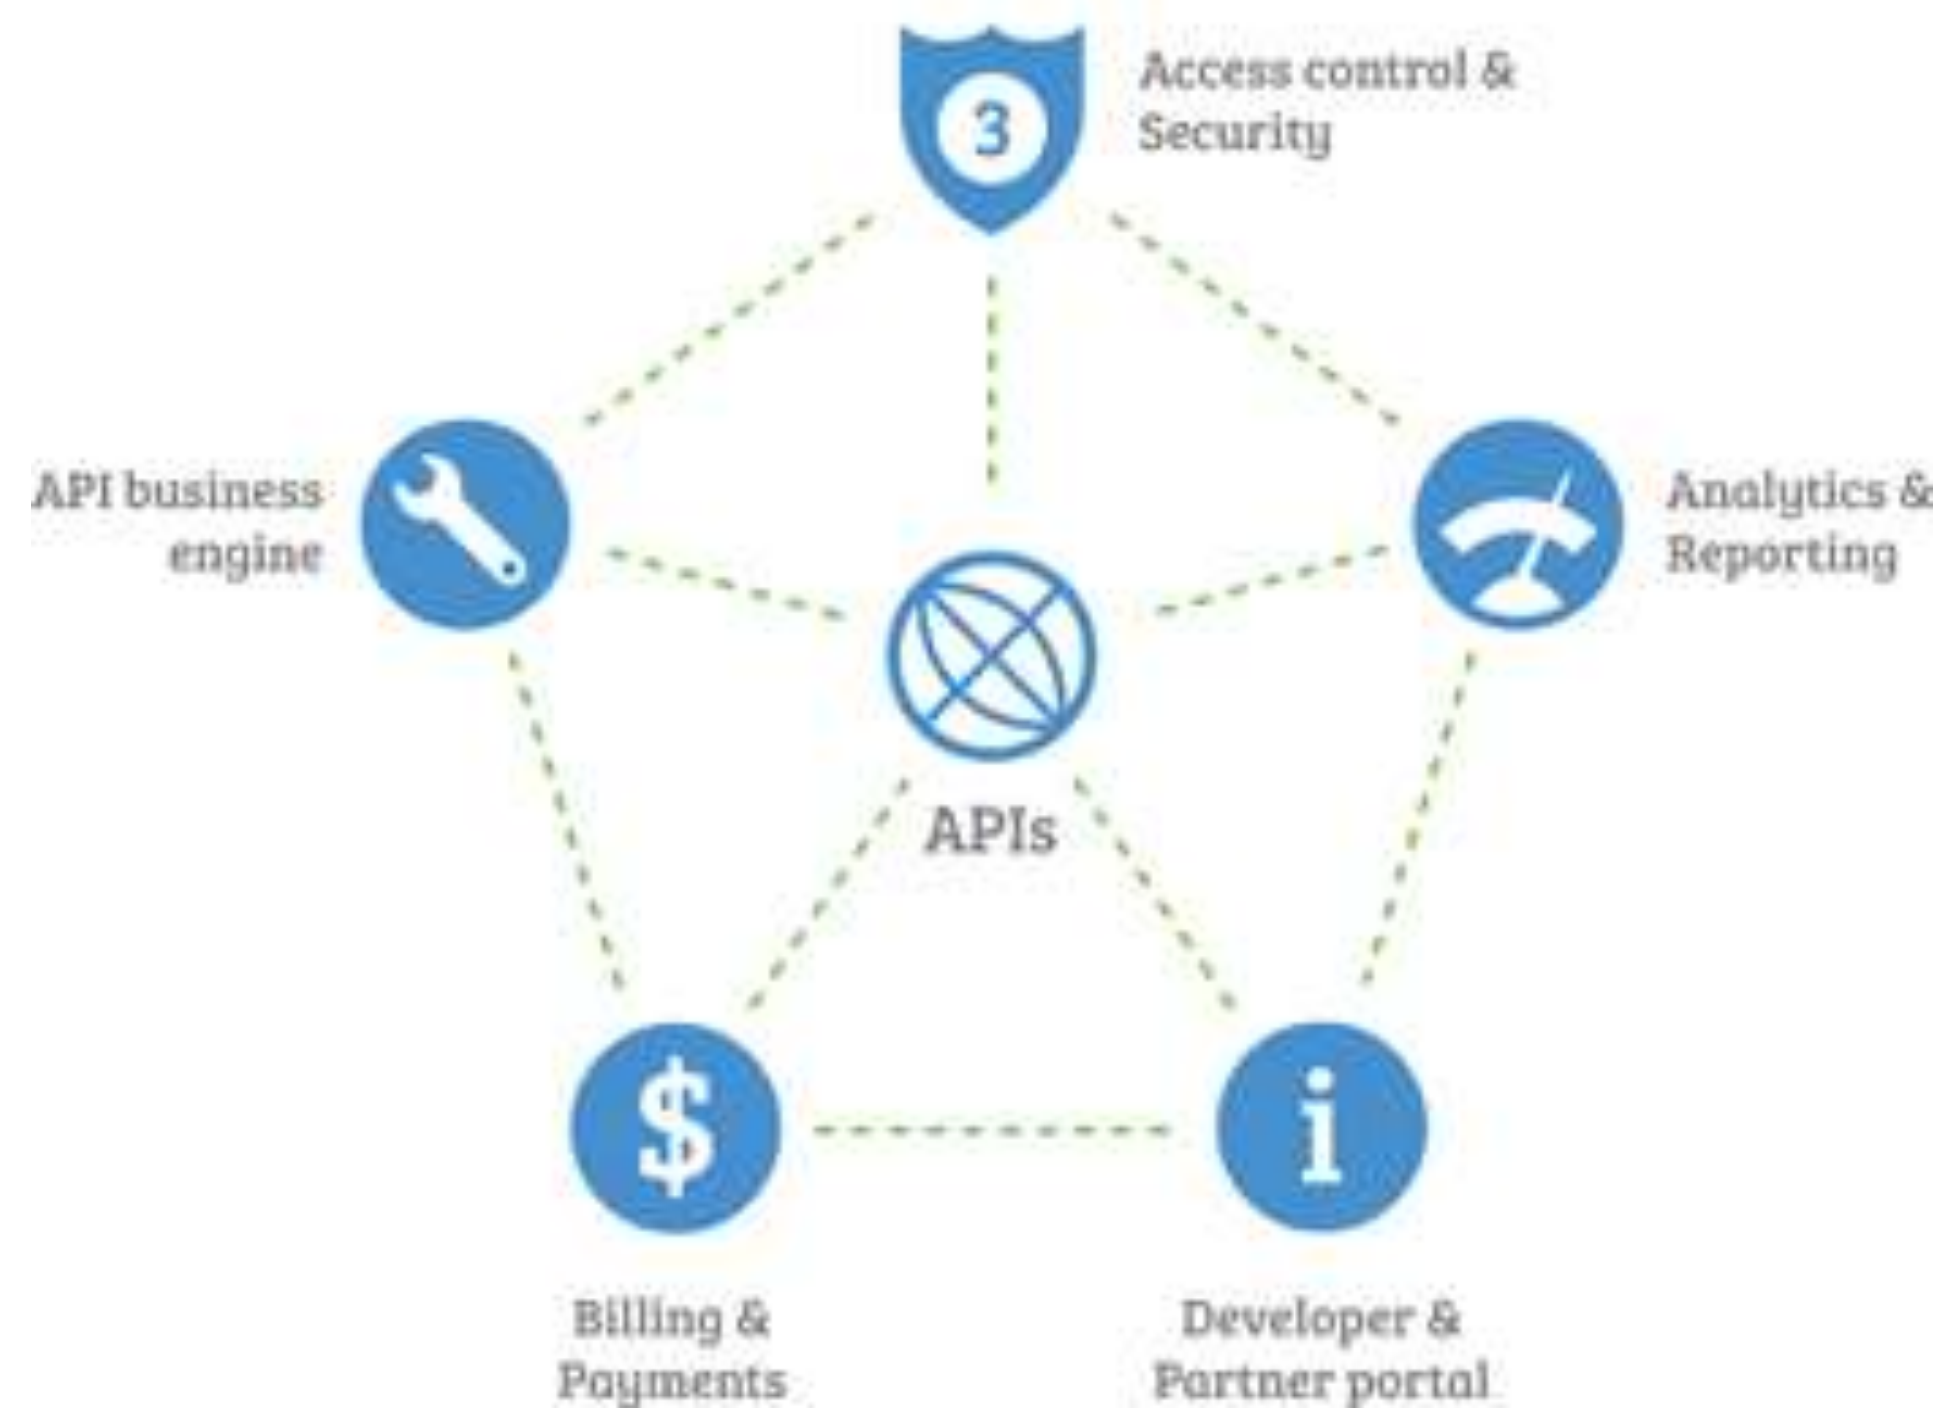 3
Access control &
Security
API business
engine
Analytics &
Reporting
APIs
$
i
Billing &
Payments
Developer &
Partner portal